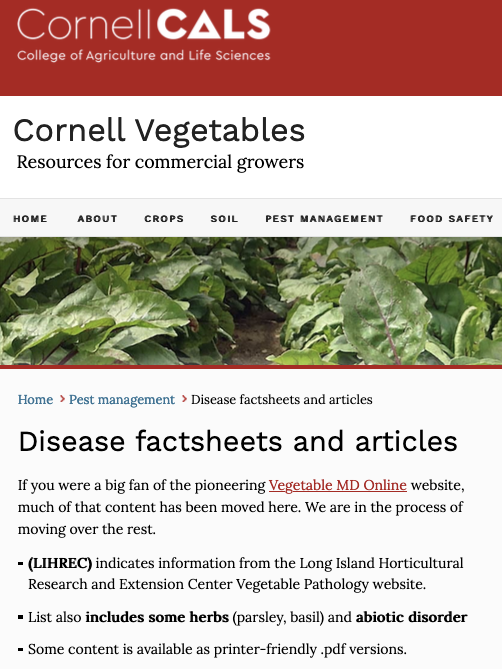 CornellCALS
College of Agriculture and Life Sciences
Cornell Vegetables
Resources for commercial growers
HOME ABOUT CROPS SOIL PEST MANAGEMENT FOOD SAFETY
Home > Pest management > Disease factsheets and articles
Disease factsheets and articles
If you were a big fan of the pioneering Vegetable MD Online website,
much of that content has been moved here. We are in the process of
moving over the rest.
▪ (LIHREC) indicates information from the Long Island Horticultural
Research and Extension Center Vegetable Pathology website.
▪ List also includes some herbs (parsley, basil) and abiotic disorder
▪ Some content is available as printer-friendly .pdf versions.